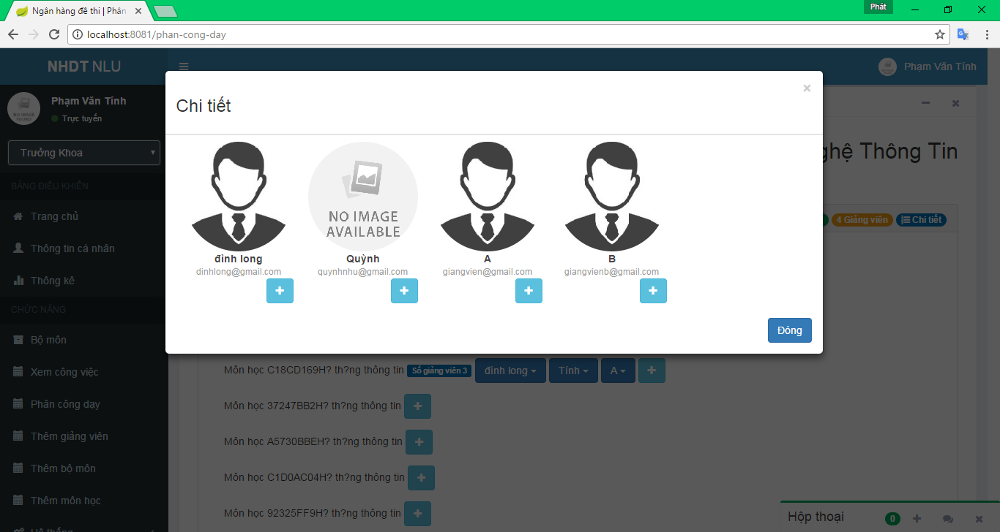 Ngân hàng đề thi | Phân
Phát
localhost:8081/phan-cong-day
NHDT NLU
Phạm Văn Tính
Phạm Văn Tính
Trực tuyến
Trưởng Khoa
BẢNG ĐIỀU KHIỂN
Trang chủ
Thông tin cá nhân
Thống kê
CHỨC NĂNG
Bộ môn
Xem công việc
Phân công dạy
Thêm giảng viên
Thêm bộ môn
Thêm môn học
Hệ thống
Chi tiết
×
nghệ Thông Tin
4 Giảng viên
Chi tiết
NO IMAGE
AVAILABLE
đình long
Quỳnh
A
B
dinhlong@gmail.com
quynhnhu@gmail.com
giangvien@gmail.com
giangvienb@gmail.com
Đóng
Môn học C18CD169H? th?ng thông tin Số giảng viên 3 đình long Tính A
Môn học 37247BB2H? th?ng thông tin
Môn học A5730BBEH? th?ng thông tin
Môn học C1D0AC04H? th?ng thông tin
Môn học 92325FF9H? th?ng thông tin
Hộp thoại
0